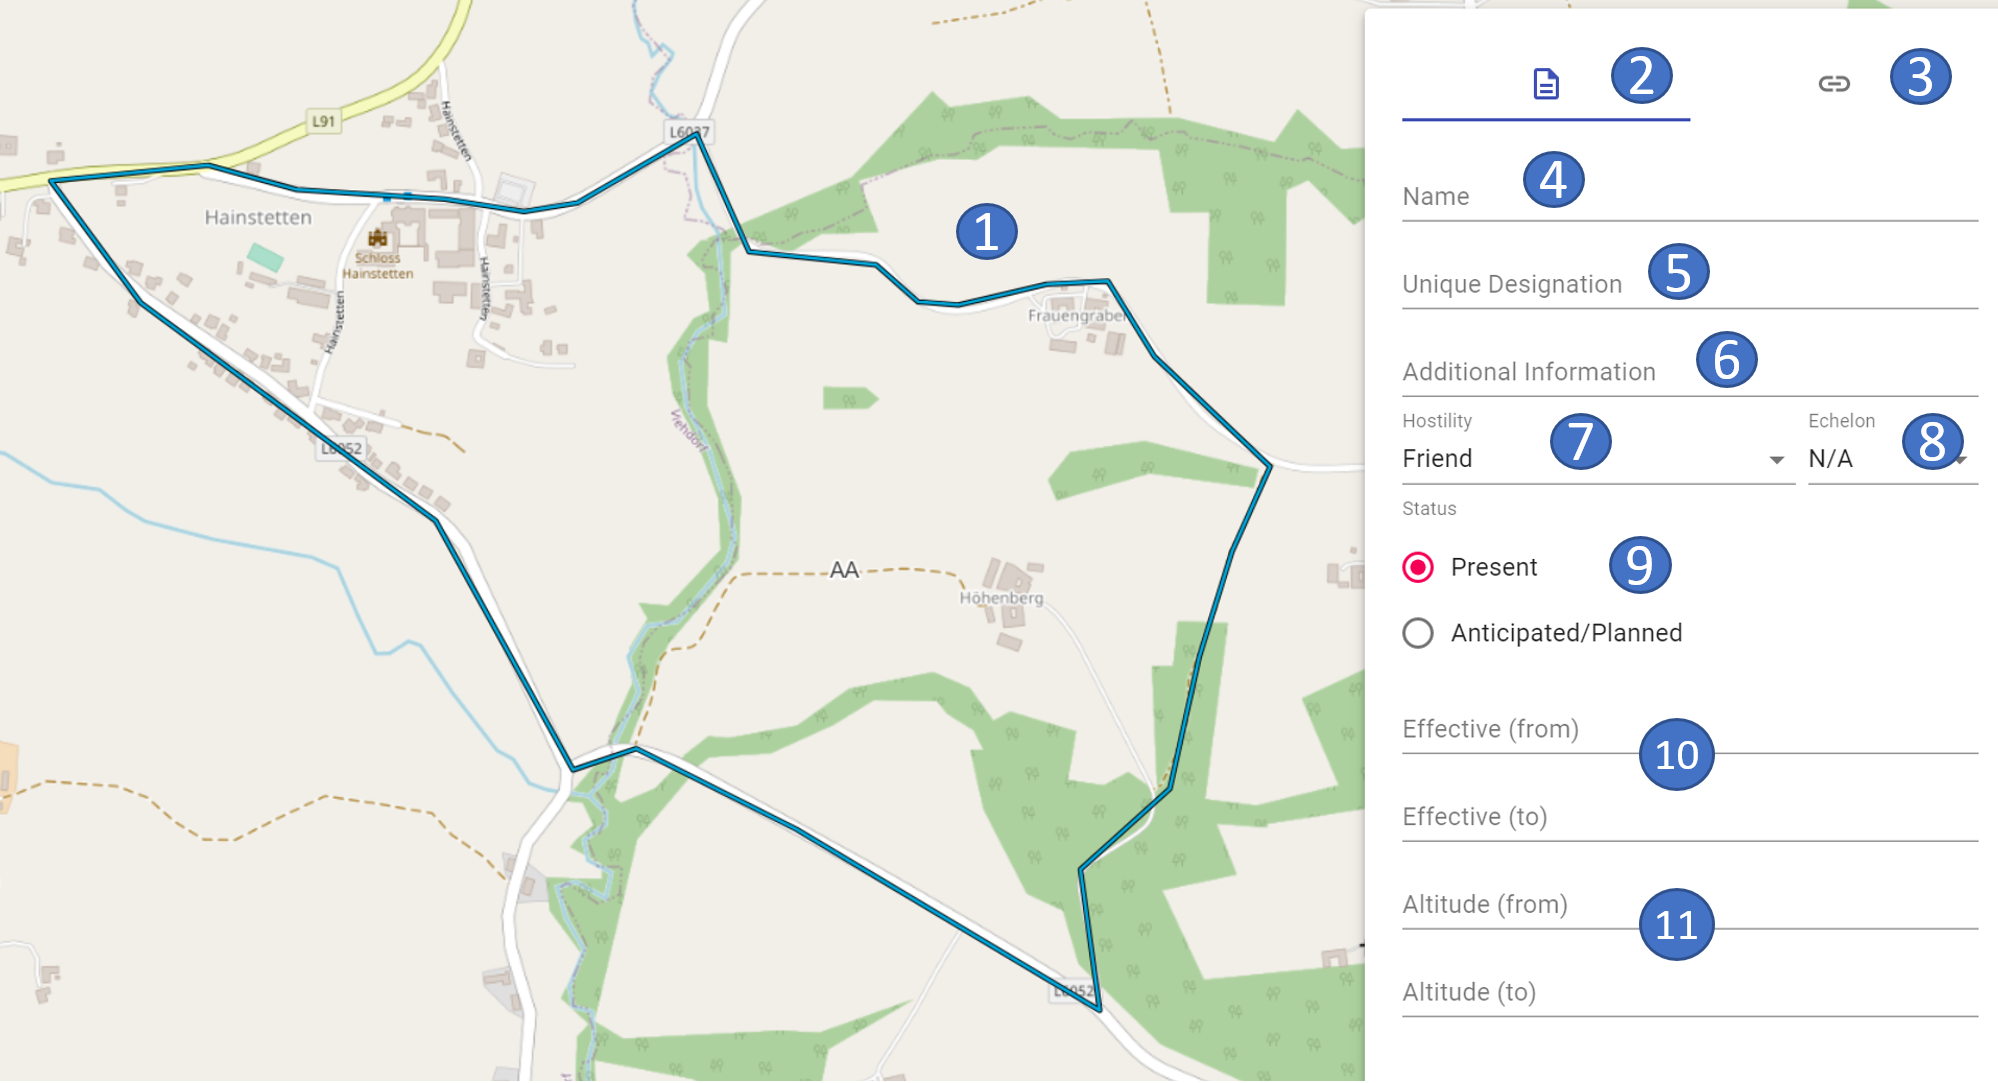 L91
L6037
Hainstetten
Hainstetten
Schloss
Hainstetten
Hainstetten
Hainstetten
1
Frauengraben
L6052
Viehdorf
AA
Höhenberg
L6052
2
3
Name
4
Unique Designation
5
Additional Information
6
Hostility
Friend
7
Echelon
N/A
8
Status
Present
9
Anticipated/Planned
Effective (from)
10
Effective (to)
Altitude (from)
11
Altitude (to)